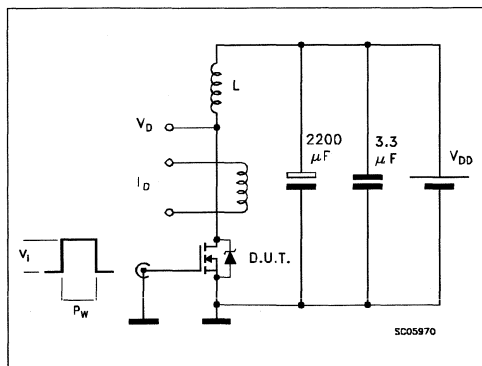 L
V_D
2200
μF
3.3
μF
V_DD
I_D
D.U.T.
V_i
P_W
SC05970